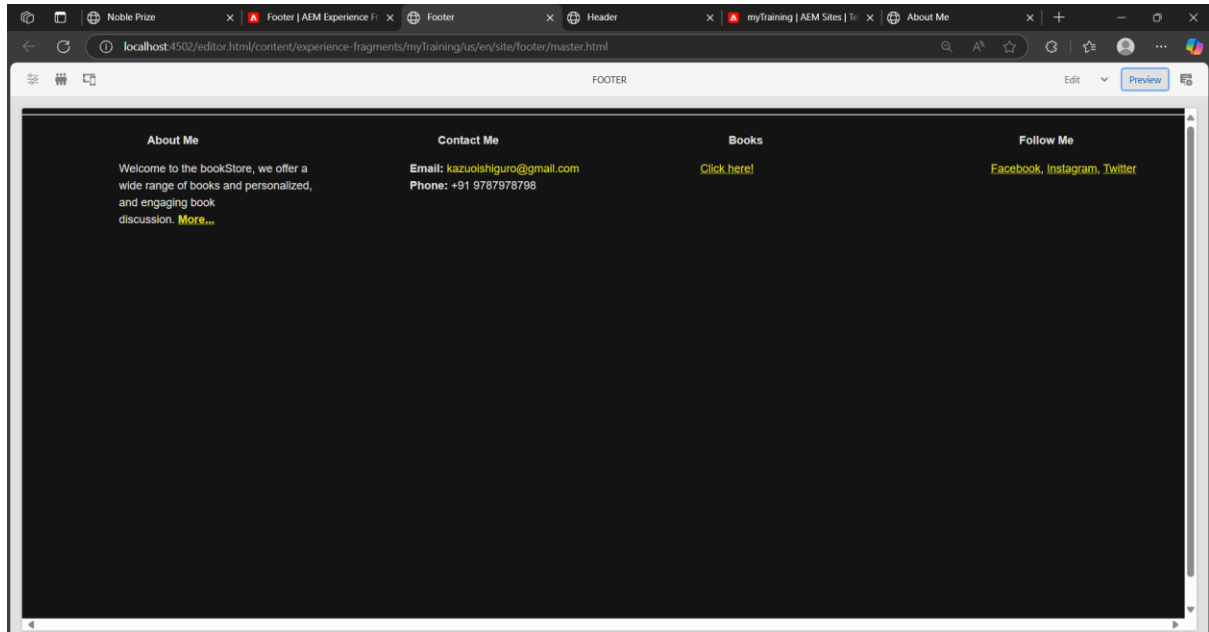 Noble Prize
Footer | AEM Experience Fr
Footer
Header
myTraining | AEM Sites | Te
About Me
localhost:4502/editor.html/content/experience-fragments/myTraining/us/en/site/footer/master.html
FOOTER
Edit
Preview
About Me
Welcome to the bookStore, we offer a
wide range of books and personalized,
and engaging book
discussion. More...
Contact Me
Email: kazuoishiguro@gmail.com
Phone: +91 9787978798
Books
Click here!
Follow Me
Facebook, Instagram, Twitter